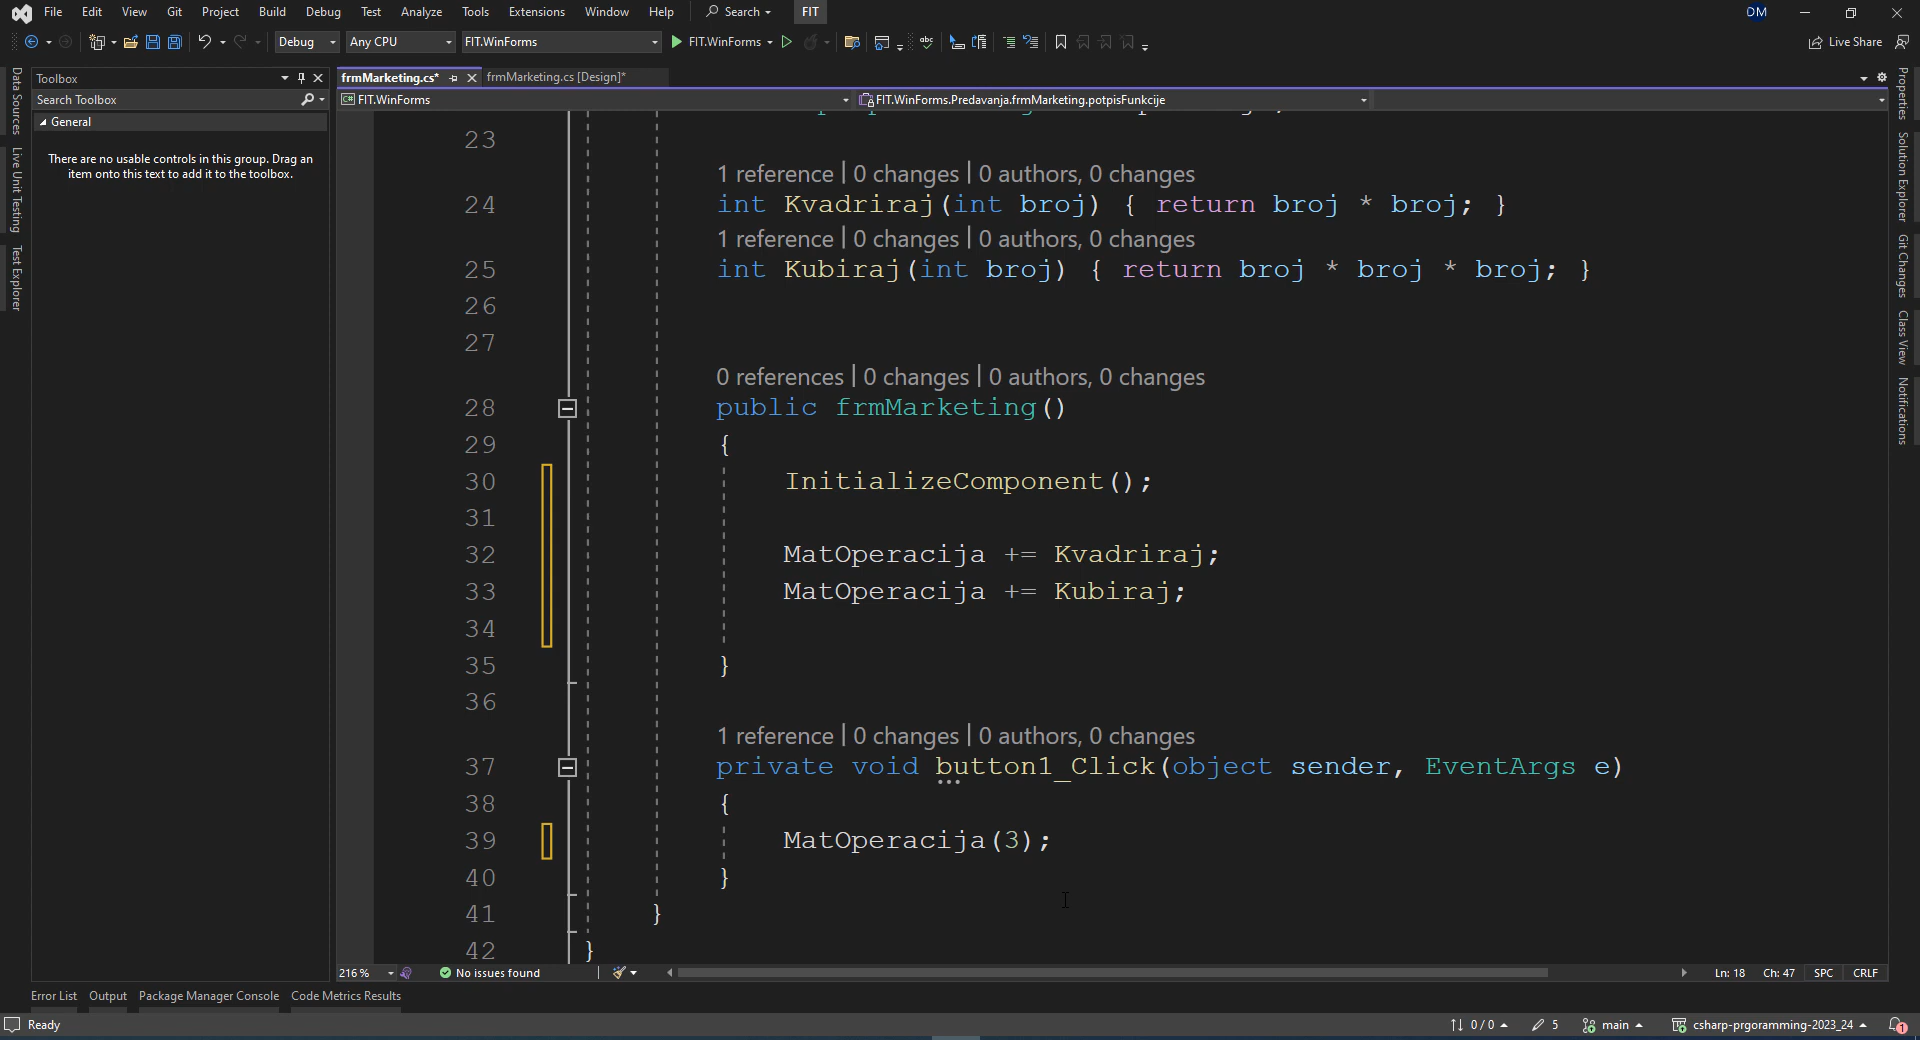 File Edit View Git Project Build Debug Test Analyze Tools Extensions Window Help Search FIT DM
Debug Any CPU FIT.WinForms FIT.WinForms Live Share
Data Sources
Live Unit Testing
Test Explorer
Toolbox
Search Toolbox
General
There are no usable controls in this group. Drag an
item onto this text to add it to the toolbox.
frmMarketing.cs* frmMarketing.cs [Design]*
FIT.WinForms FIT.WinForms.Predavanja.frmMarketing.potpisFunkcije
23
1 reference | 0 changes | 0 authors, 0 changes
24 int Kvadriraj(int broj) { return broj * broj; }
1 reference | 0 changes | 0 authors, 0 changes
25 int Kubiraj(int broj) { return broj * broj * broj; }
26
27
0 references | 0 changes | 0 authors, 0 changes
28 public frmMarketing()
29 {
30 InitializeComponent();
31
32 MatOperacija += Kvadriraj;
33 MatOperacija += Kubiraj;
34
35 }
36
1 reference | 0 changes | 0 authors, 0 changes
37 private void button1_Click(object sender, EventArgs e)
38 {
39 MatOperacija(3);
40 }
41 }
42 }
216 % No issues found Ln: 18 Ch: 47 SPC CRLF
Properties
Solution Explorer
Git Changes
Class View
Notifications
Error List Output Package Manager Console Code Metrics Results
Ready 0 / 0 5 main csharp-prgoramming-2023_24 1